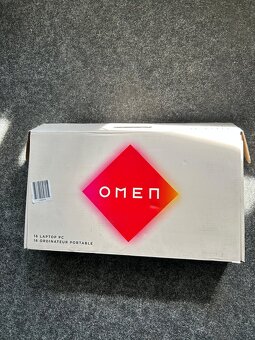 OMEN
16 LAPTOP PC
16 ORDINATEUR PORTABLE